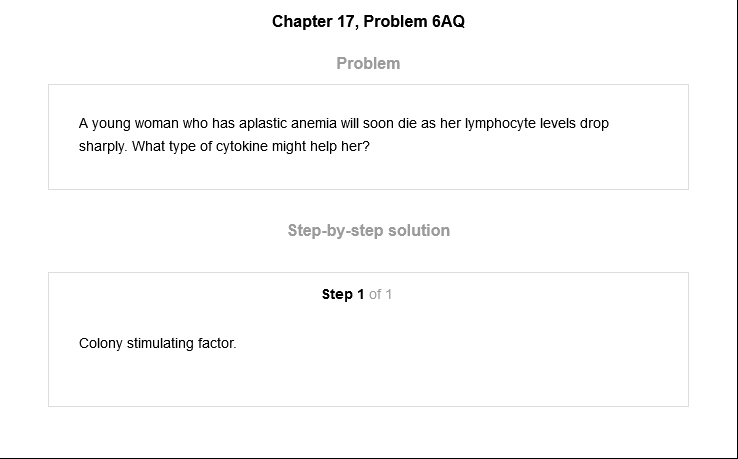 Chapter 17, Problem 6AQ
Problem
A young woman who has aplastic anemia will soon die as her lymphocyte levels drop
sharply. What type of cytokine might help her?
Step-by-step solution
Step 1 of 1
Colony stimulating factor.